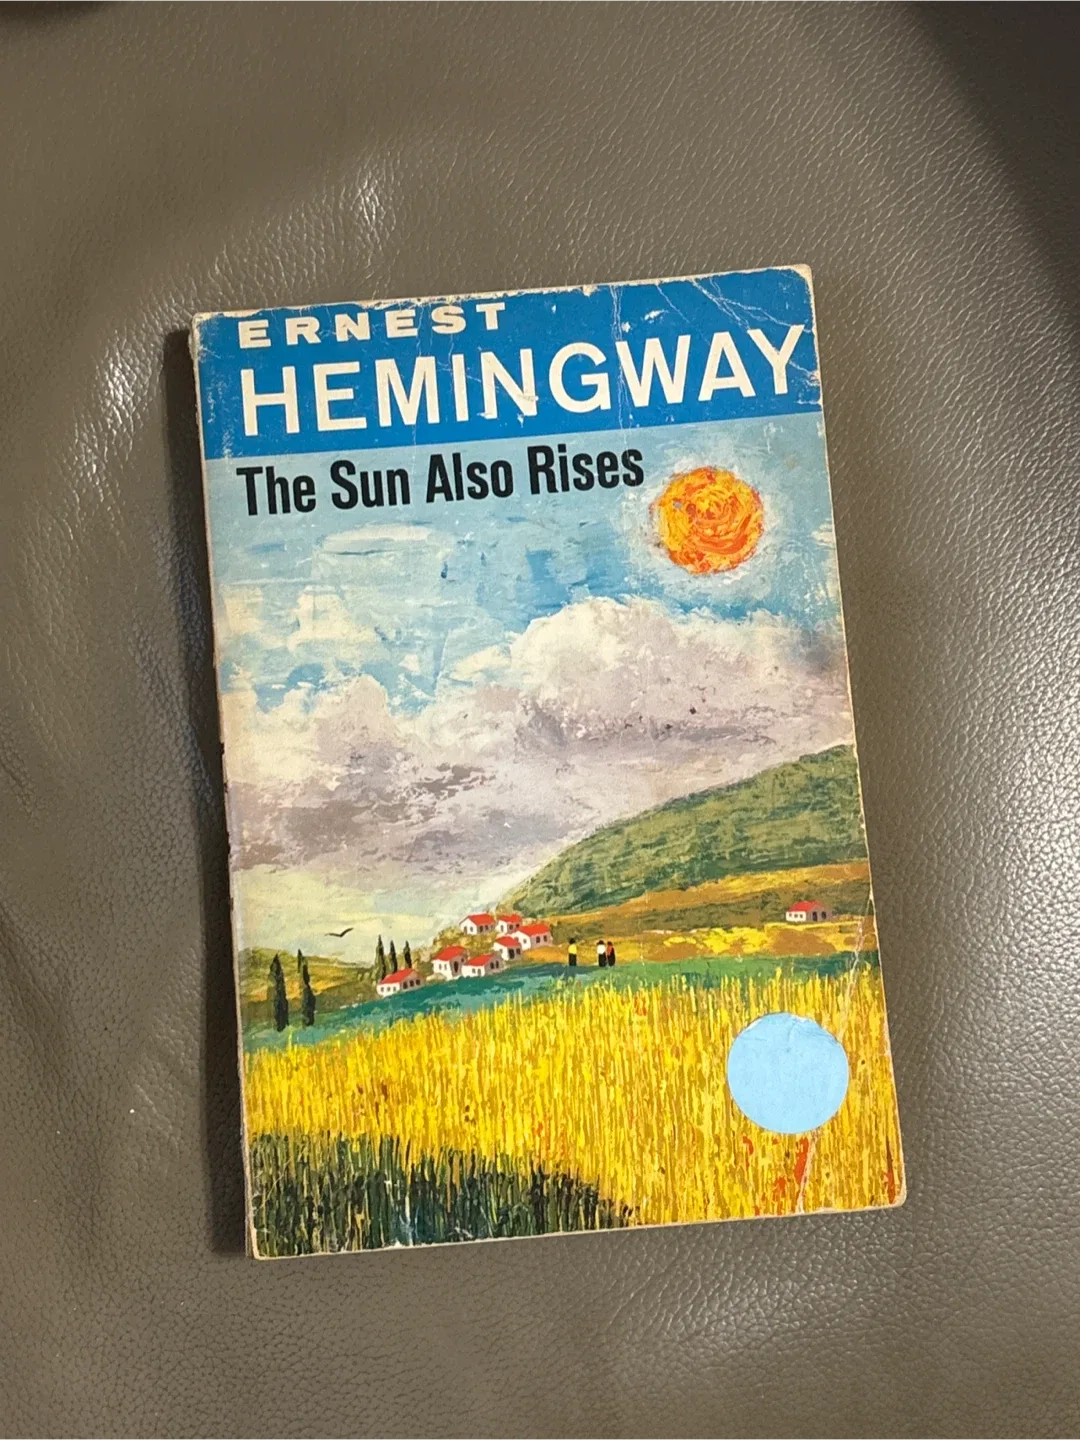 ERNEST
HEMINGWAY
The Sun Also Rises